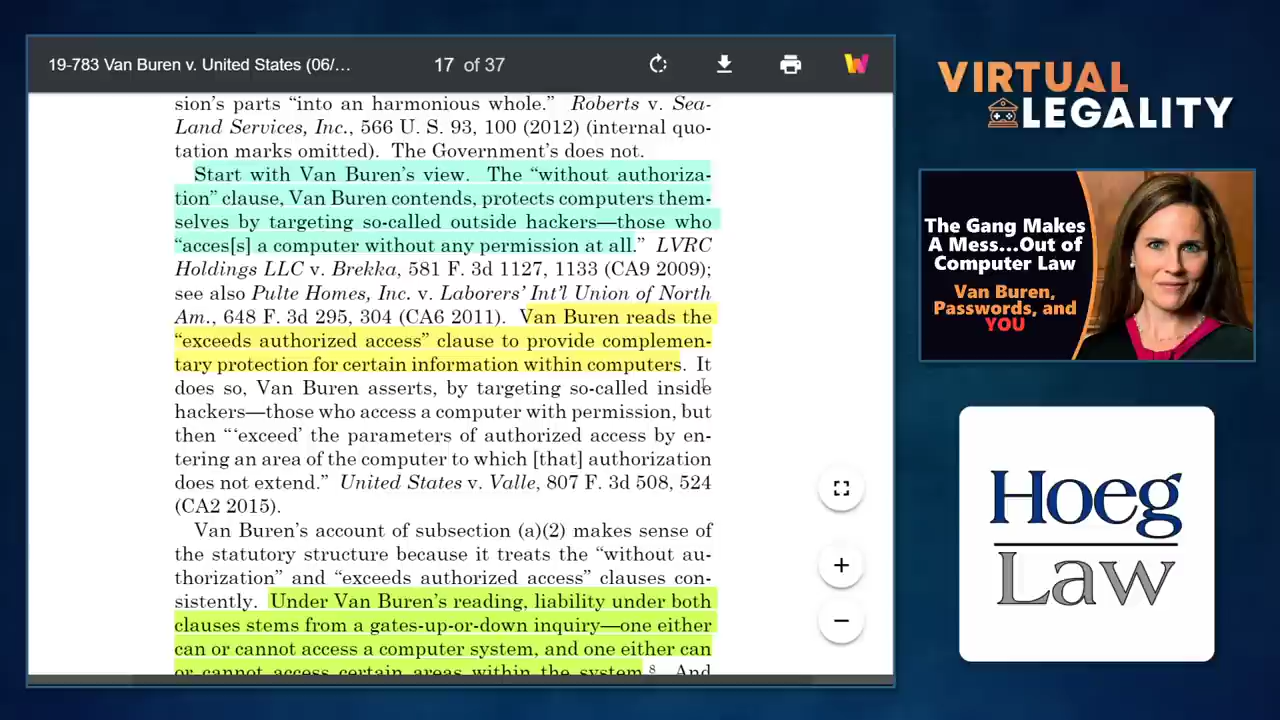 19-783 Van Buren v. United States (06/...
17 of 37
sion's parts “into an harmonious whole.” Roberts v. Sea-
Land Services, Inc., 566 U. S. 93, 100 (2012) (internal quo-
tation marks omitted). The Government's does not.
Start with Van Buren's view. The “without authoriza-
tion” clause, Van Buren contends, protects computers them-
selves by targeting so-called outside hackers—those who
“acces[s] a computer without any permission at all.” LVRC
Holdings LLC v. Brekka, 581 F. 3d 1127, 1133 (CA9 2009);
see also Pulte Homes, Inc. v. Laborers' Int'l Union of North
Am., 648 F. 3d 295, 304 (CA6 2011). Van Buren reads the
“exceeds authorized access” clause to provide complemen-
tary protection for certain information within computers. It
does so, Van Buren asserts, by targeting so-called inside
hackers—those who access a computer with permission, but
then “‘exceed’ the parameters of authorized access by en-
tering an area of the computer to which [that] authorization
does not extend.” United States v. Valle, 807 F. 3d 508, 524
(CA2 2015).
Van Buren's account of subsection (a)(2) makes sense of
the statutory structure because it treats the “without au-
thorization” and “exceeds authorized access” clauses con-
sistently. Under Van Buren's reading, liability under both
clauses stems from a gates-up-or-down inquiry—one either
can or cannot access a computer system, and one either can
or cannot access certain areas within the system.8 And
VIRTUAL
LEGALITY
The Gang Makes
A Mess...Out of
Computer Law
Van Buren,
Passwords, and
YOU
Hoeg
Law